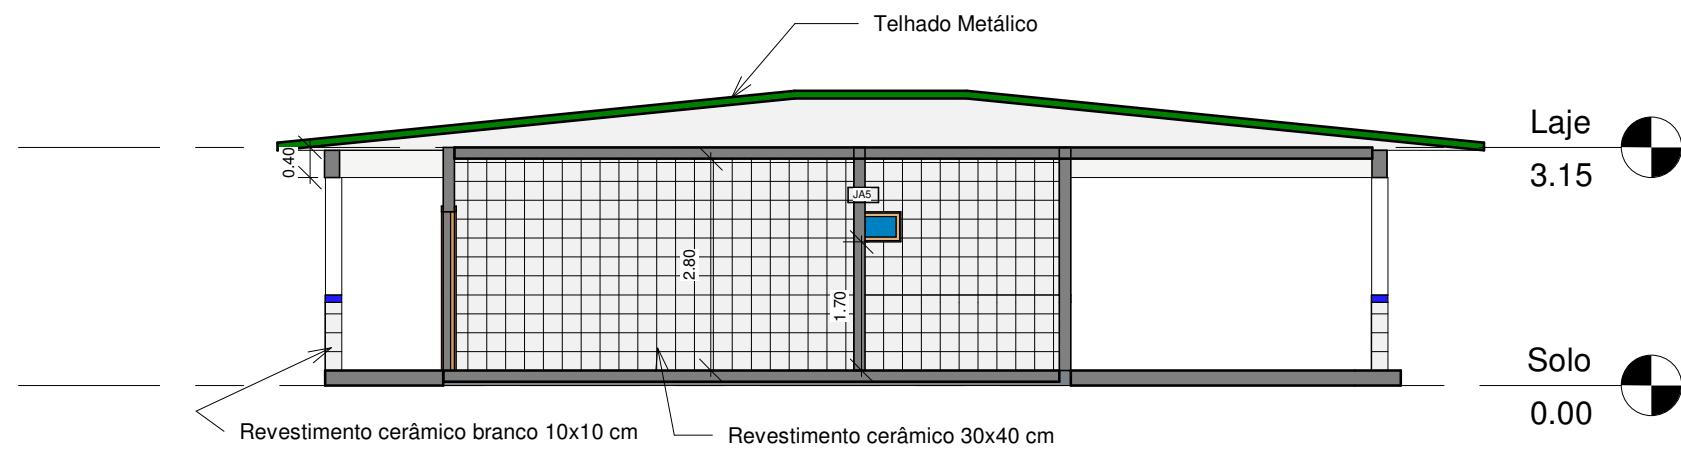 Telhado Metálico
Laje
3.15
0.40
JA5
2.80
1.70
Solo
0.00
Revestimento cerâmico branco 10x10 cm
Revestimento cerâmico 30x40 cm